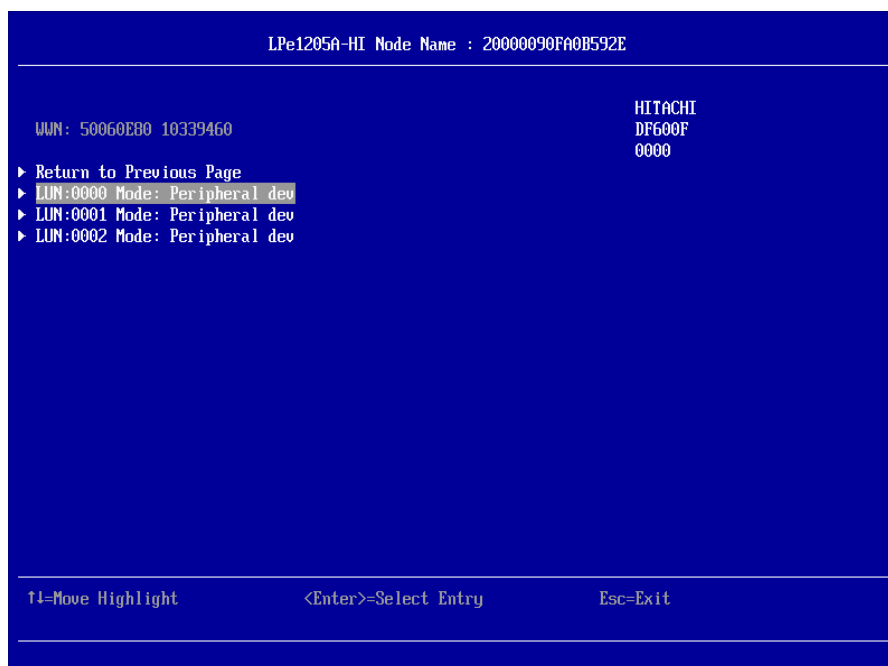 LPe1205A-HI Node Name : 20000090FA0B592E
HITACHI
WWN: 50060E80 10339460
DF600F
0000
► Return to Previous Page
► LUN:0000 Mode: Peripheral dev
► LUN:0001 Mode: Peripheral dev
► LUN:0002 Mode: Peripheral dev
↑↓=Move Highlight <Enter>=Select Entry Esc=Exit